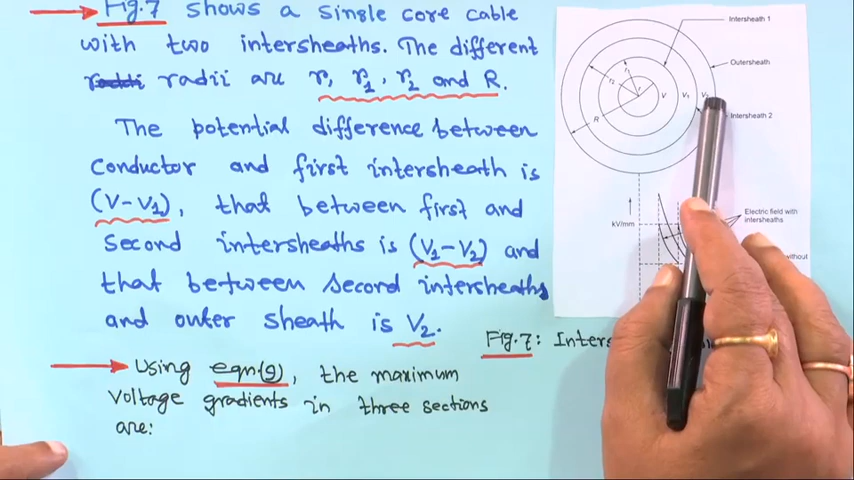 Fig.7 shows a single core cable
with two intersheaths. The different
radii are r, r1, r2 and R.
The potential difference between
conductor and first intersheath is
(V-V1), that between first and
second intersheaths is (V1-V2) and
that between second intersheaths
and outer sheath is V2.
Using eqn(9), the maximum
voltage gradients in three sections
are:
Intersheath 1
Outersheath
Intersheath 2
r1
r2
r
R
V
V1
kV/mm
Electric field with
intersheaths
without
Fig.7: Inters